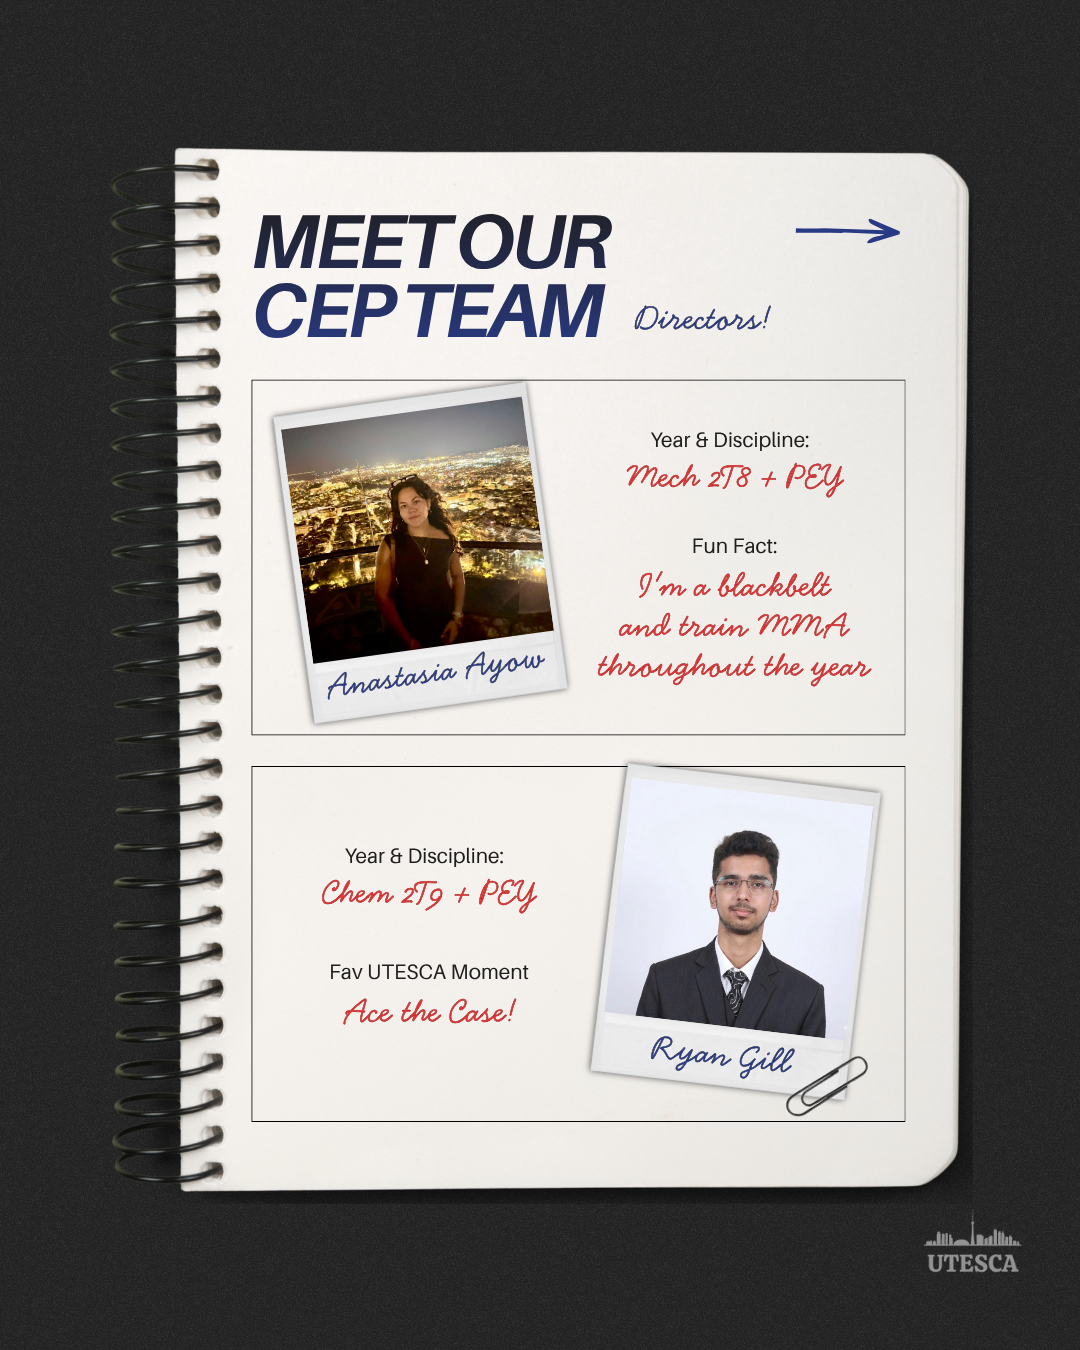 MEET OUR
CEP TEAM
Directors!
Year & Discipline:
Mech 2T8 + PEY
Fun Fact:
I'm a blackbelt
and train MMA
throughout the year
Anastasia Ayow
Year & Discipline:
Chem 2T9 + PEY
Fav UTESCA Moment
Ace the Case!
Ryan Gill
UTESCA